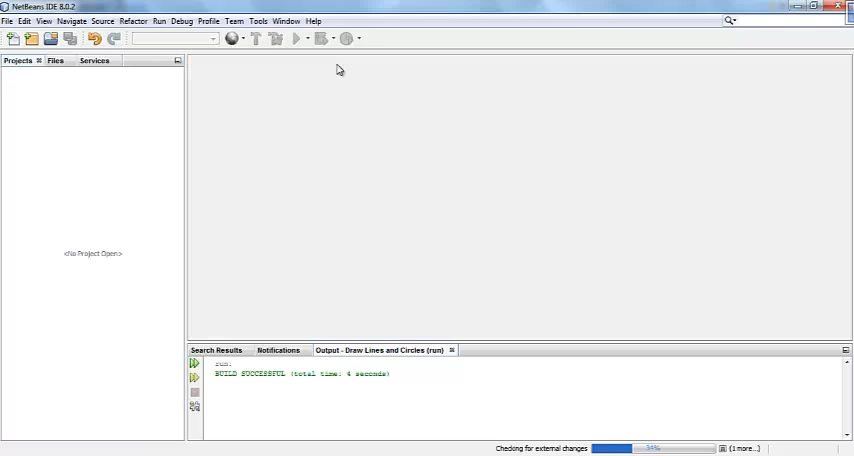 NetBeans IDE 8.0.2
File Edit View Navigate Source Refactor Run Debug Profile Team Tools Window Help
Projects Files Services
<No Project Open>
Search Results Notifications Output - Draw Lines and Circles (run)
run:
BUILD SUCCESSFUL (total time: 4 seconds)
Checking for external changes 34% (1 more...)